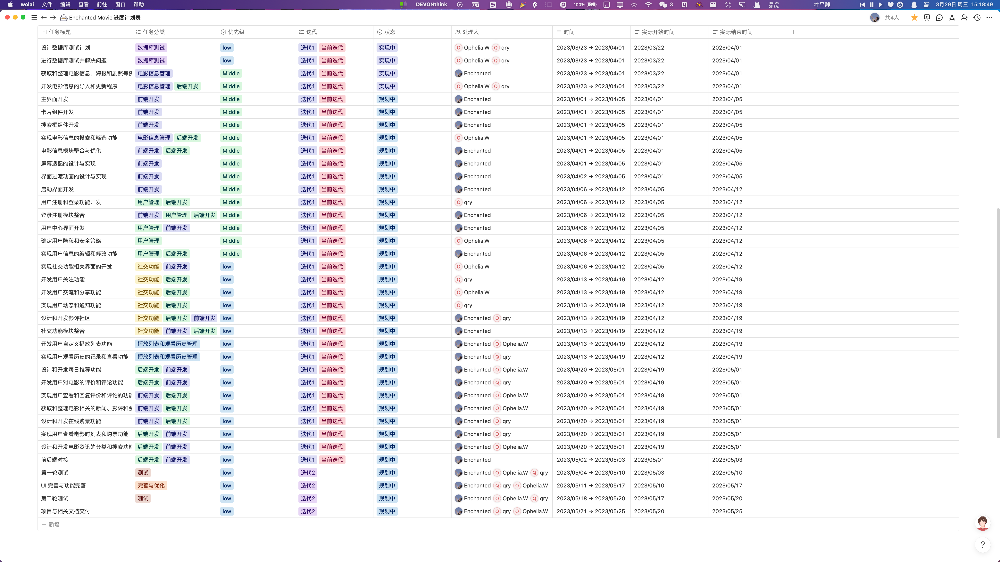 wolai 文件 编辑 查看 前往 窗口 帮助 DEVONthink 100% 3 0KB/s 0KB/s 才平静 3月29日 周三 15:18:49
Enchanted Movie 进度计划表 共4人
任务标题 任务分类 优先级 迭代 状态 处理人 时间 实际开始时间 实际结束时间
设计数据库测试计划 数据库测试 low 迭代1 当前迭代 实现中 O Ophelia.W Q qry 2023/03/23 → 2023/04/01 2023/03/22 2023/04/01
进行数据库测试并解决问题 数据库测试 low 迭代1 当前迭代 实现中 O Ophelia.W Q qry 2023/03/23 → 2023/04/01 2023/03/22 2023/04/01
获取和整理电影信息、海报和剧照等资 电影信息管理 Middle 迭代1 当前迭代 实现中 Enchanted 2023/03/23 → 2023/04/01 2023/03/22 2023/04/01
开发电影信息的导入和更新程序 电影信息管理 后端开发 Middle 迭代1 当前迭代 实现中 O Ophelia.W Q qry 2023/03/23 → 2023/04/01 2023/03/22 2023/04/01
主界面开发 前端开发 Middle 迭代1 当前迭代 规划中 Enchanted 2023/04/01 → 2023/04/05 2023/04/01 2023/04/05
卡片组件开发 前端开发 Middle 迭代1 当前迭代 规划中 Enchanted 2023/04/01 → 2023/04/05 2023/04/01 2023/04/05
搜索框组件开发 前端开发 Middle 迭代1 当前迭代 规划中 Enchanted 2023/04/01 → 2023/04/05 2023/04/01 2023/04/05
实现电影信息的搜索和筛选功能 电影信息管理 后端开发 Middle 迭代1 当前迭代 规划中 O Ophelia.W 2023/04/01 → 2023/04/05 2023/04/01 2023/04/05
电影信息模块整合与优化 前端开发 后端开发 Middle 迭代1 当前迭代 规划中 Enchanted 2023/04/01 → 2023/04/05 2023/04/01 2023/04/05
屏幕适配的设计与实现 前端开发 Middle 迭代1 当前迭代 规划中 Enchanted 2023/04/01 → 2023/04/05 2023/04/01 2023/04/05
界面过渡动画的设计与实现 前端开发 Middle 迭代1 当前迭代 规划中 Enchanted 2023/04/02 → 2023/04/05 2023/04/01 2023/04/05
启动界面开发 前端开发 Middle 迭代1 当前迭代 规划中 Enchanted 2023/04/06 → 2023/04/12 2023/04/05 2023/04/12
用户注册和登录功能开发 用户管理 后端开发 Middle 迭代1 当前迭代 规划中 Q qry 2023/04/06 → 2023/04/12 2023/04/05 2023/04/12
登录注册模块整合 前端开发 用户管理 后端开发 Middle 迭代1 当前迭代 规划中 Enchanted 2023/04/06 → 2023/04/12 2023/04/05 2023/04/12
用户中心界面开发 用户管理 前端开发 Middle 迭代1 当前迭代 规划中 Enchanted 2023/04/06 → 2023/04/12 2023/04/05 2023/04/12
确定用户隐私和安全策略 用户管理 Middle 迭代1 当前迭代 规划中 O Ophelia.W 2023/04/06 → 2023/04/12 2023/04/05 2023/04/12
实现用户信息的编辑和修改功能 用户管理 后端开发 Middle 迭代1 当前迭代 规划中 Enchanted 2023/04/06 → 2023/04/12 2023/04/05 2023/04/12
实现社交功能相关界面的开发 社交功能 前端开发 low 迭代1 当前迭代 规划中 O Ophelia.W 2023/04/06 → 2023/04/12 2023/04/05 2023/04/12
开发用户关注功能 社交功能 后端开发 low 迭代1 当前迭代 规划中 Q qry 2023/04/13 → 2023/04/19 2023/04/12 2023/04/19
开发用户交流和分享功能 社交功能 后端开发 low 迭代1 当前迭代 规划中 O Ophelia.W 2023/04/13 → 2023/04/19 2023/04/12 2023/04/19
实现用户动态和通知功能 社交功能 后端开发 low 迭代1 当前迭代 规划中 Q qry 2023/04/13 → 2023/04/19 2023/04/12 2023/04/19
设计和开发影评社区 社交功能 后端开发 前端开发 low 迭代1 当前迭代 规划中 Enchanted Q qry 2023/04/13 → 2023/04/19 2023/04/12 2023/04/19
社交功能模块整合 社交功能 前端开发 后端开发 low 迭代1 当前迭代 规划中 Enchanted 2023/04/13 → 2023/04/19 2023/04/12 2023/04/19
开发用户自定义播放列表功能 播放列表和观看历史管理 low 迭代1 当前迭代 规划中 Enchanted O Ophelia.W 2023/04/13 → 2023/04/19 2023/04/12 2023/04/19
实现用户观看历史的记录和查看功能 播放列表和观看历史管理 low 迭代1 当前迭代 规划中 Enchanted Q qry 2023/04/13 → 2023/04/19 2023/04/12 2023/04/19
设计和开发每日推荐功能 后端开发 前端开发 low 迭代1 当前迭代 规划中 Enchanted O Ophelia.W 2023/04/20 → 2023/05/01 2023/04/19 2023/05/01
开发用户对电影的评价和评论功能 后端开发 前端开发 low 迭代1 当前迭代 规划中 Enchanted Q qry 2023/04/20 → 2023/05/01 2023/04/19 2023/05/01
实现用户查看和回复评价和评论的功能 前端开发 后端开发 low 迭代1 当前迭代 规划中 Enchanted O Ophelia.W 2023/04/20 → 2023/05/01 2023/04/19 2023/05/01
获取和整理电影相关的新闻、影评和票 前端开发 后端开发 low 迭代1 当前迭代 规划中 Enchanted O Ophelia.W 2023/04/20 → 2023/05/01 2023/04/19 2023/05/01
设计和开发在线购票功能 前端开发 后端开发 low 迭代1 当前迭代 规划中 Enchanted Q qry 2023/04/20 → 2023/05/01 2023/04/19 2023/05/01
实现用户查看电影时刻表和购票功能 后端开发 前端开发 low 迭代1 当前迭代 规划中 Enchanted Q qry 2023/04/20 → 2023/05/01 2023/04/19 2023/05/01
设计和开发电影资讯的分类和搜索功能 后端开发 前端开发 low 迭代1 当前迭代 规划中 Enchanted O Ophelia.W 2023/04/20 → 2023/05/01 2023/04/19 2023/05/01
前后端对接 后端开发 前端开发 low 迭代1 当前迭代 规划中 Enchanted 2023/05/02 → 2023/05/03 2023/05/01 2023/05/03
第一轮测试 测试 low 迭代2 规划中 Enchanted O Ophelia.W Q qry 2023/05/04 → 2023/05/10 2023/05/03 2023/05/10
UI 完善与功能完善 完善与优化 low 迭代2 规划中 Enchanted Q qry O Ophelia.W 2023/05/11 → 2023/05/17 2023/05/10 2023/05/17
第二轮测试 测试 low 迭代2 规划中 Enchanted O Ophelia.W Q qry 2023/05/18 → 2023/05/20 2023/05/17 2023/05/20
项目与相关文档交付 low 迭代2 规划中 Enchanted Q qry O Ophelia.W 2023/05/21 → 2023/05/25 2023/05/20 2023/05/25
+ 新增
?